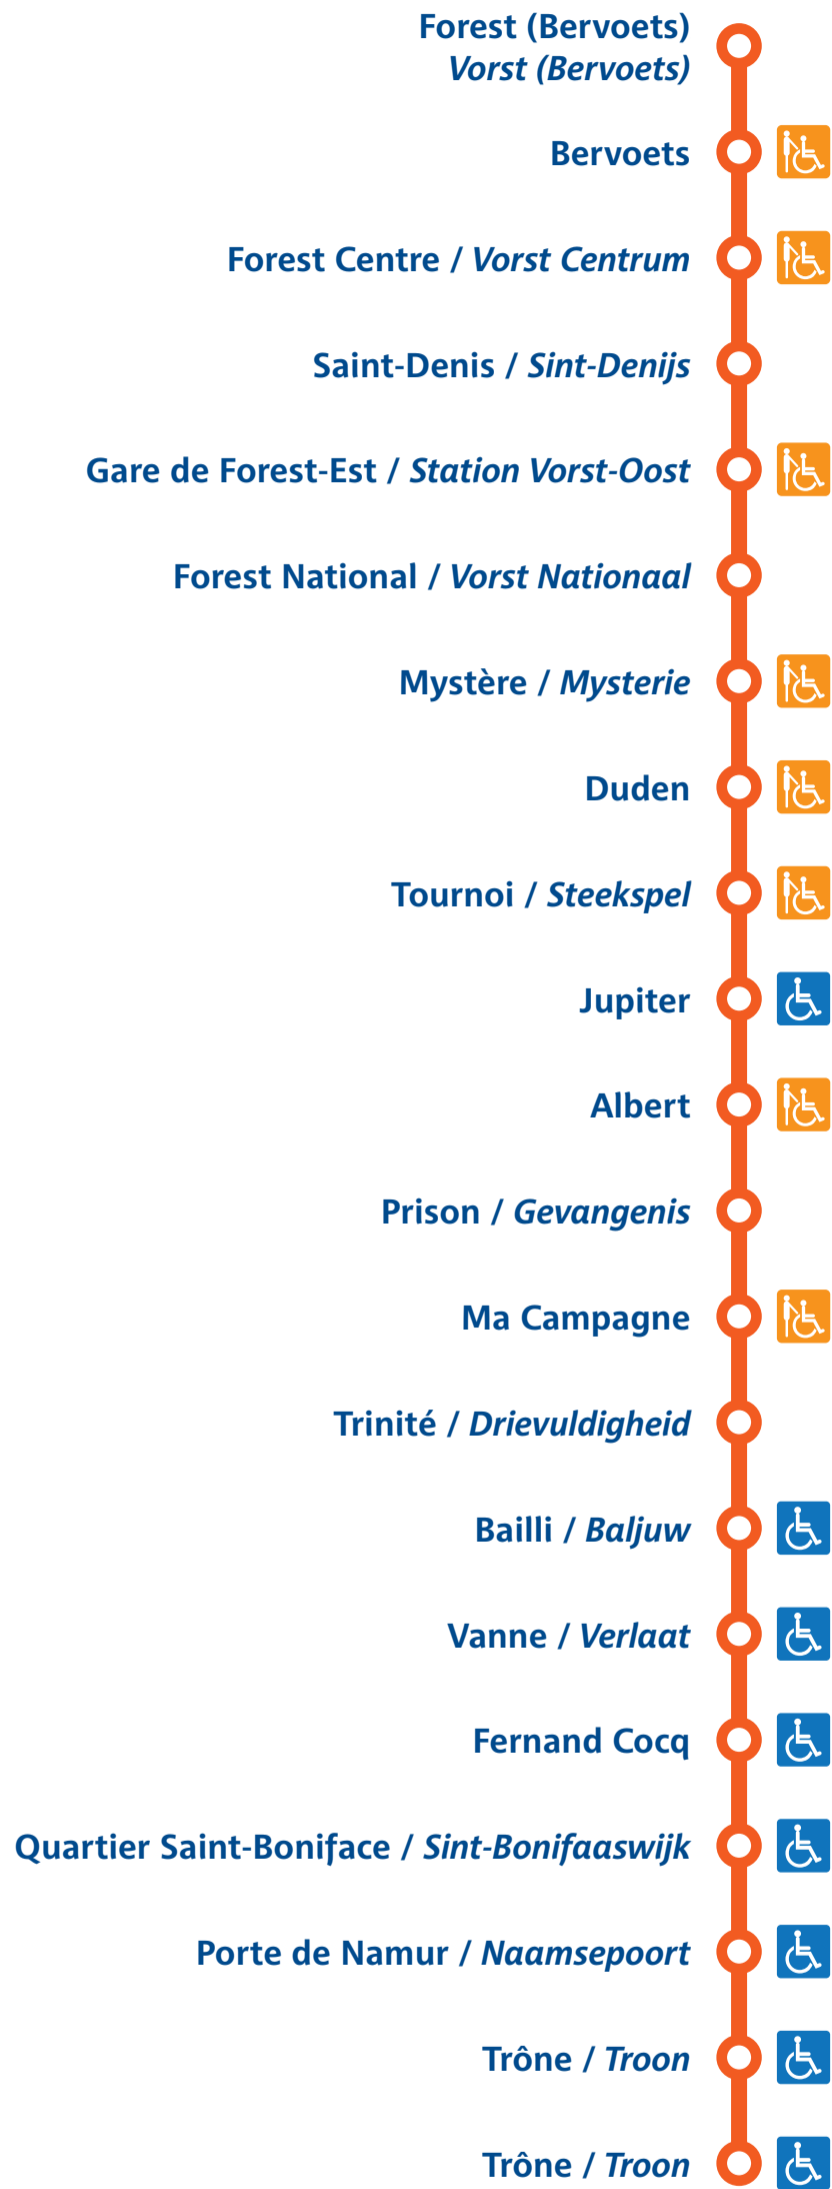 Forest (Bervoets)
Vorst (Bervoets)
Bervoets
Forest Centre / Vorst Centrum
Saint-Denis / Sint-Denijs
Gare de Forest-Est / Station Vorst-Oost
Forest National / Vorst Nationaal
Mystère / Mysterie
Duden
Tournoi / Steekspel
Jupiter
Albert
Prison / Gevangenis
Ma Campagne
Trinité / Drievuldigheid
Bailli / Baljuw
Vanne / Verlaat
Fernand Cocq
Quartier Saint-Boniface / Sint-Bonifaaswijk
Porte de Namur / Naamsepoort
Trône / Troon
Trône / Troon